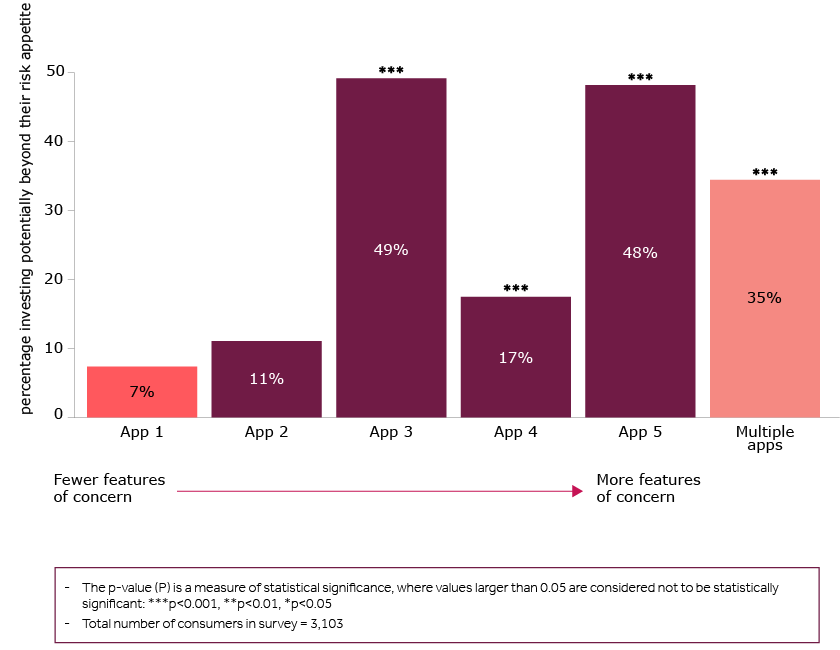 percentage investing potentially beyond their risk appetite
50
40
30
20
10
0
***
***
***
***
7%
11%
49%
17%
48%
35%
App 1
App 2
App 3
App 4
App 5
Multiple
apps
Fewer features
of concern
More features
of concern
- The p-value (P) is a measure of statistical significance, where values larger than 0.05 are considered not to be statistically
significant: ***p<0.001, **p<0.01, *p<0.05
- Total number of consumers in survey = 3,103